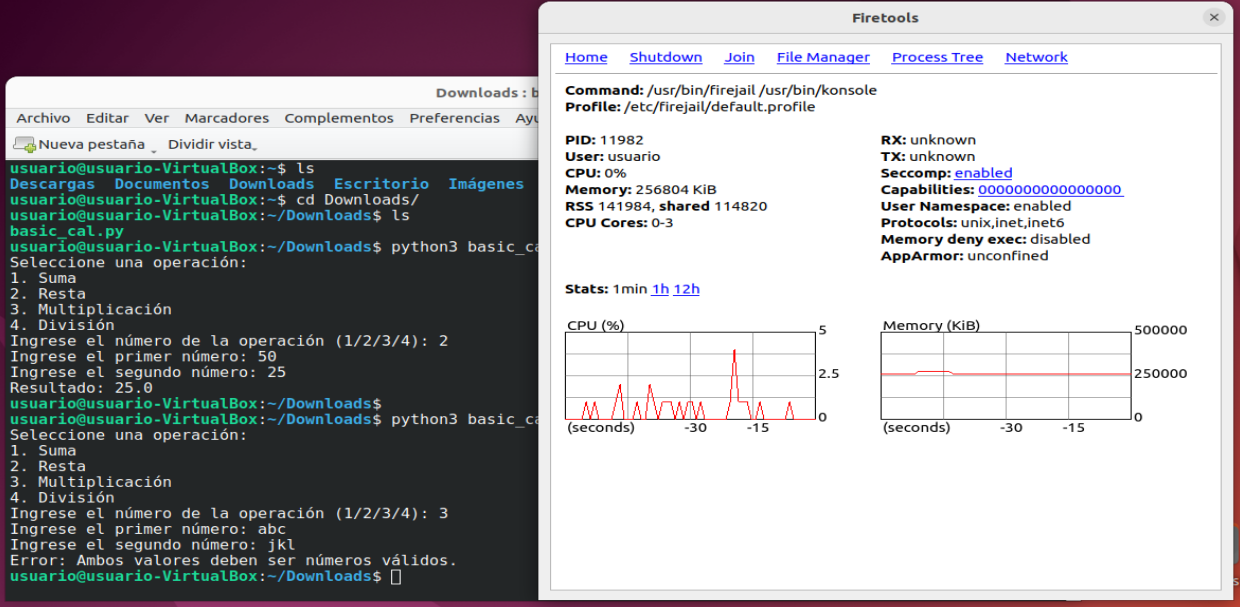 Downloads : b
Archivo Editar Ver Marcadores Complementos Preferencias Ayu
Nueva pestaña Dividir vista
usuario@usuario-VirtualBox:~$ ls
Descargas Documentos Downloads Escritorio Imágenes
usuario@usuario-VirtualBox:~$ cd Downloads/
usuario@usuario-VirtualBox:~/Downloads$ ls
basic_cal.py
usuario@usuario-VirtualBox:~/Downloads$ python3 basic_ca
Seleccione una operación:
1. Suma
2. Resta
3. Multiplicación
4. División
Ingrese el número de la operación (1/2/3/4): 2
Ingrese el primer número: 50
Ingrese el segundo número: 25
Resultado: 25.0
usuario@usuario-VirtualBox:~/Downloads$
usuario@usuario-VirtualBox:~/Downloads$ python3 basic_ca
Seleccione una operación:
1. Suma
2. Resta
3. Multiplicación
4. División
Ingrese el número de la operación (1/2/3/4): 3
Ingrese el primer número: abc
Ingrese el segundo número: jkl
Error: Ambos valores deben ser números válidos.
usuario@usuario-VirtualBox:~/Downloads$
Firetools
Home Shutdown Join File Manager Process Tree Network
Command: /usr/bin/firejail /usr/bin/konsole
Profile: /etc/firejail/default.profile
PID: 11982
User: usuario
CPU: 0%
Memory: 256804 KiB
RSS 141984, shared 114820
CPU Cores: 0-3
RX: unknown
TX: unknown
Seccomp: enabled
Capabilities: 0000000000000000
User Namespace: enabled
Protocols: unix,inet,inet6
Memory deny exec: disabled
AppArmor: unconfined
Stats: 1min 1h 12h
CPU (%)
5
2.5
0
(seconds) -30 -15
Memory (KiB)
500000
250000
0
(seconds) -30 -15
s